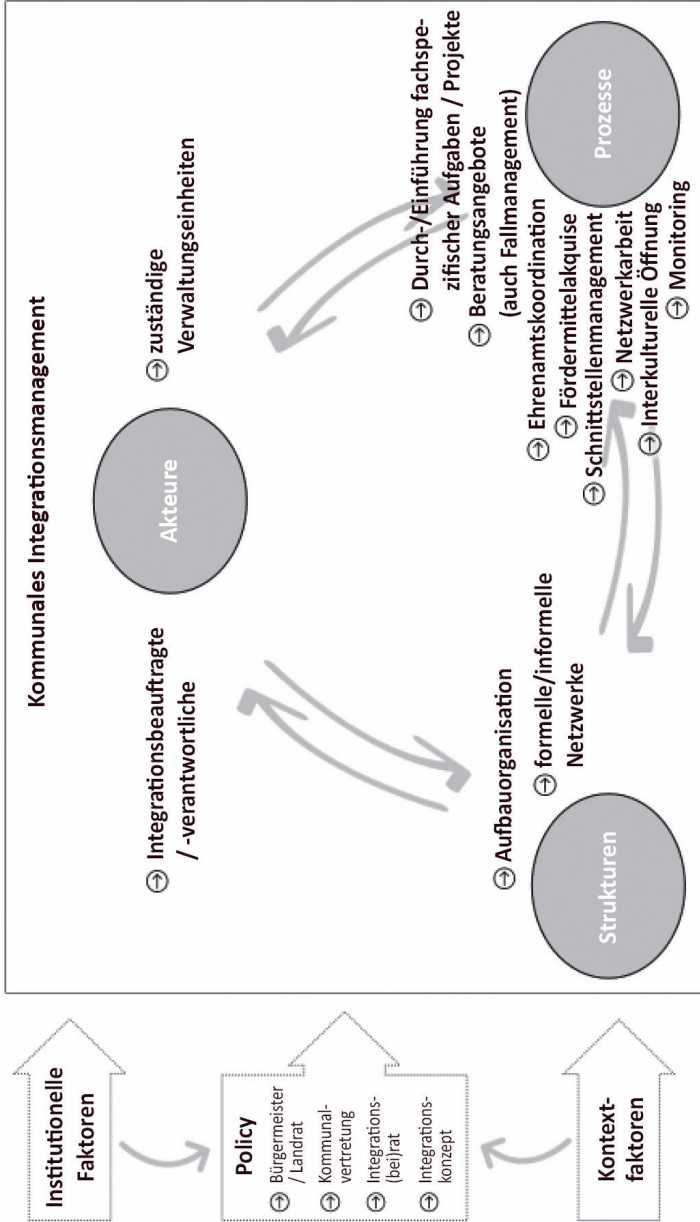 Institutionelle
Faktoren
Policy
Bürgermeister
/ Landrat
Kommunal-
vertretung
Integrations-
(bei)rat
Integrations-
konzept
Kontext-
faktoren
Kommunales Integrationsmanagement
Integrationsbeauftragte
/ -verantwortliche
Akteure
zuständige
Verwaltungseinheiten
Aufbauorganisation
formelle/informelle
Netzwerke
Strukturen
Durch-/Einführung fachspe-
zifischer Aufgaben / Projekte
Beratungsangebote
(auch Fallmanagement)
Ehrenamtskoordination
Fördermittelakquise
Schnittstellenmanagement
Netzwerkarbeit
Interkulturelle Öffnung
Monitoring
Prozesse